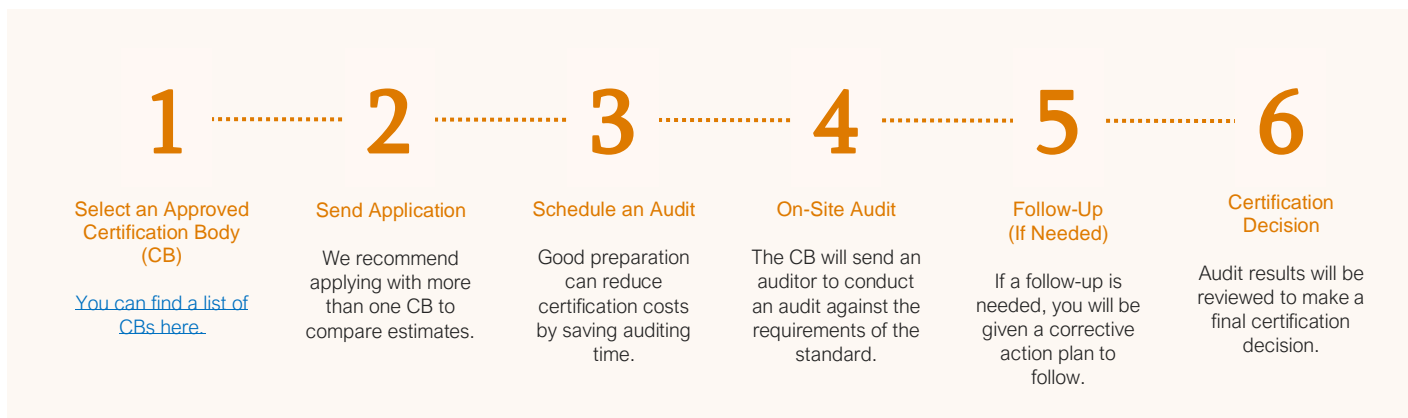 1
2
3
4
5
6
Select an Approved
Certification Body
(CB)
You can find a list of
CBs here.
Send Application
We recommend
applying with more
than one CB to
compare estimates.
Schedule an Audit
Good preparation
can reduce
certification costs
by saving auditing
time.
On-Site Audit
The CB will send an
auditor to conduct
an audit against the
requirements of the
standard.
Follow-Up
(If Needed)
If a follow-up is
needed, you will be
given a corrective
action plan to
follow.
Certification
Decision
Audit results will be
reviewed to make a
final certification
decision.